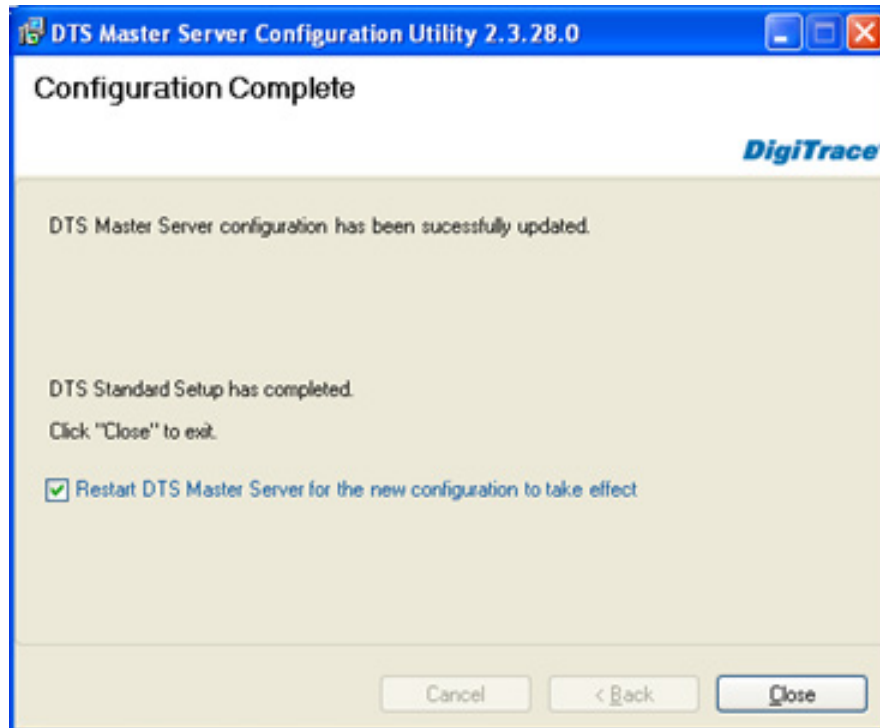 DTS Master Server Configuration Utility 2.3.28.0
Configuration Complete
DigiTrace
DTS Master Server configuration has been sucessfully updated.
DTS Standard Setup has completed.
Click "Close" to exit.
Restart DTS Master Server for the new configuration to take effect
Cancel
< Back
Close